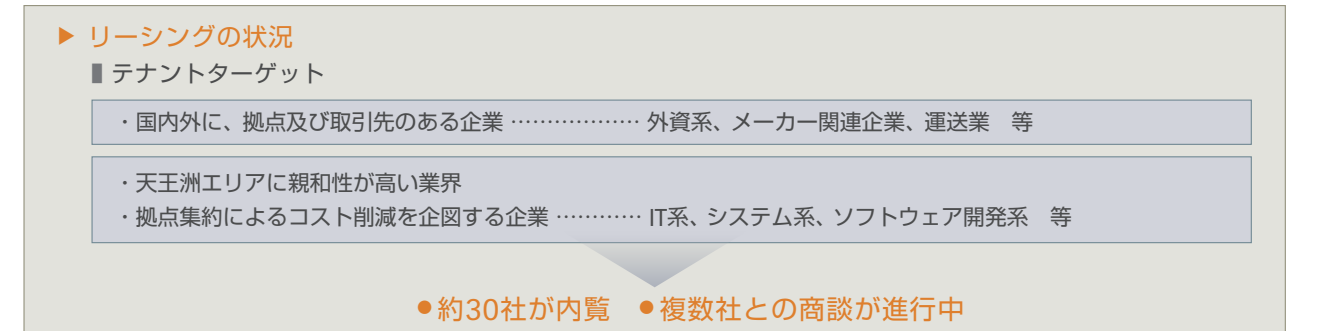 ▶ リーシングの状況
■ テナントターゲット
・国内外に、拠点及び取引先のある企業 ……………… 外資系、メーカー関連企業、運送業　等
・天王洲エリアに親和性が高い業界
・拠点集約によるコスト削減を企図する企業 ………… IT系、システム系、ソフトウェア開発系　等
●約30社が内覧　●複数社との商談が進行中